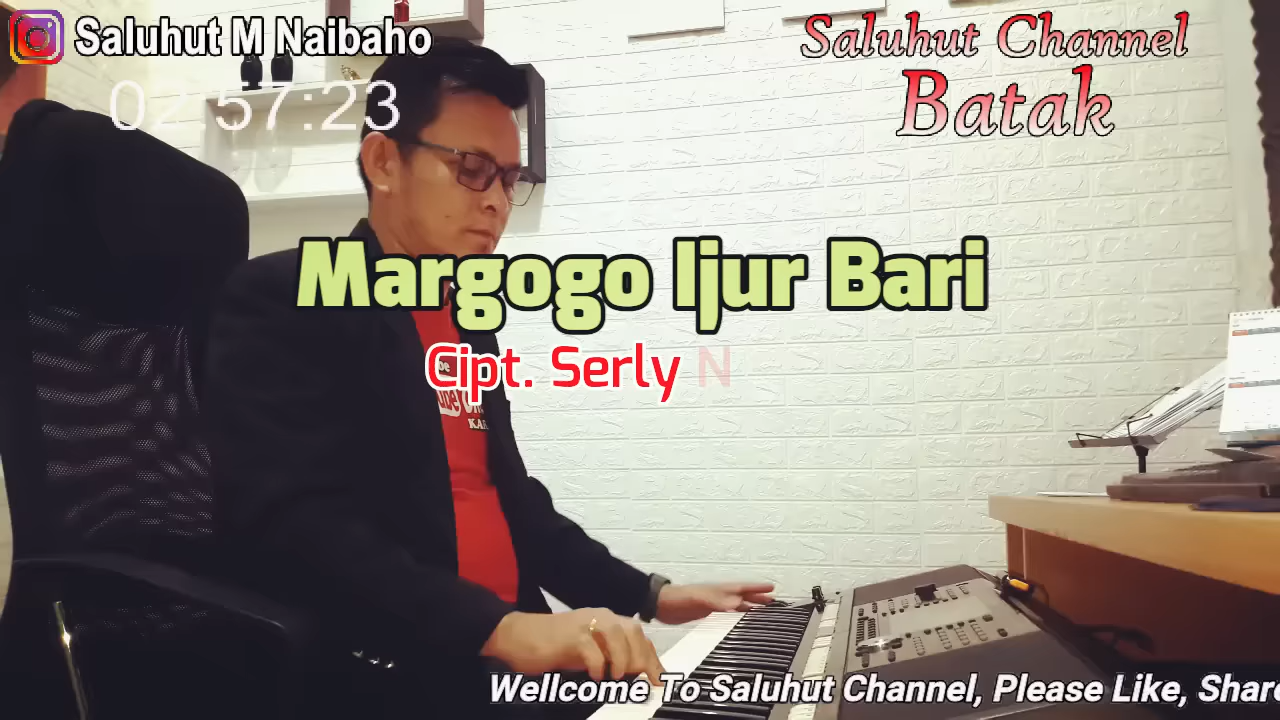 Saluhut M Naibaho
Saluhut Channel
Batak
02:57:23
Margogo Ijur Bari
Cipt. Serly N
Wellcome To Saluhut Channel, Please Like, Share